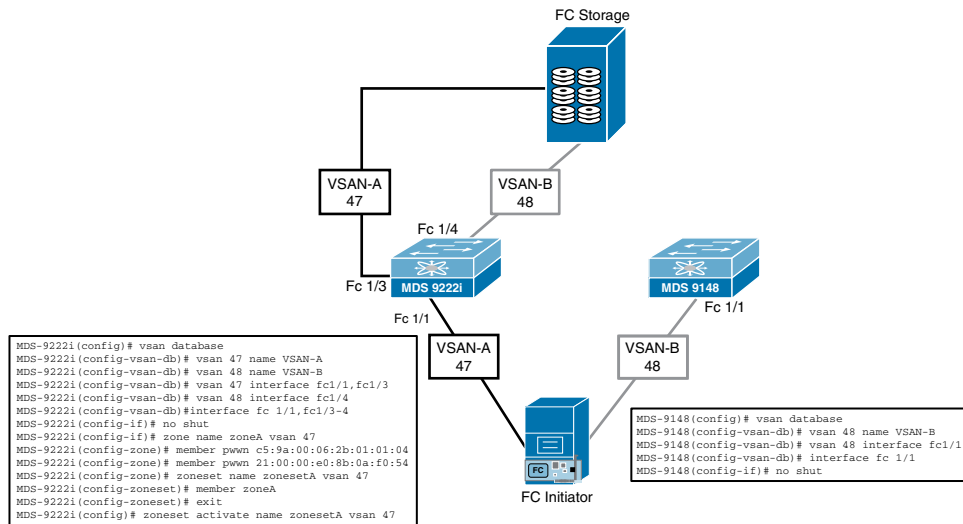 FC Storage
VSAN-A
47
VSAN-B
48
Fc 1/4
Fc 1/3
MDS 9222i
MDS 9148
Fc 1/1
Fc 1/1
VSAN-A
47
VSAN-B
48
MDS-9222i(config)# vsan database
MDS-9222i(config-vsan-db)# vsan 47 name VSAN-A
MDS-9222i(config-vsan-db)# vsan 48 name VSAN-B
MDS-9222i(config-vsan-db)# vsan 47 interface fc1/1,fc1/3
MDS-9222i(config-vsan-db)# vsan 48 interface fc1/4
MDS-9222i(config-vsan-db)#interface fc 1/1,fc1/3-4
MDS-9222i(config-if)# no shut
MDS-9222i(config-if)# zone name zoneA vsan 47
MDS-9222i(config-zone)# member pwwn c5:9a:00:06:2b:01:01:04
MDS-9222i(config-zone)# member pwwn 21:00:00:e0:8b:0a:f0:54
MDS-9222i(config-zone)# zoneset name zonesetA vsan 47
MDS-9222i(config-zoneset)# member zoneA
MDS-9222i(config-zoneset)# exit
MDS-9222i(config)# zoneset activate name zonesetA vsan 47
FC
FC Initiator
MDS-9148(config)# vsan database
MDS-9148(config-vsan-db)# vsan 48 name VSAN-B
MDS-9148(config-vsan-db)# vsan 48 interface fc1/1
MDS-9148(config-vsan-db)# interface fc 1/1
MDS-9148(config-if)# no shut